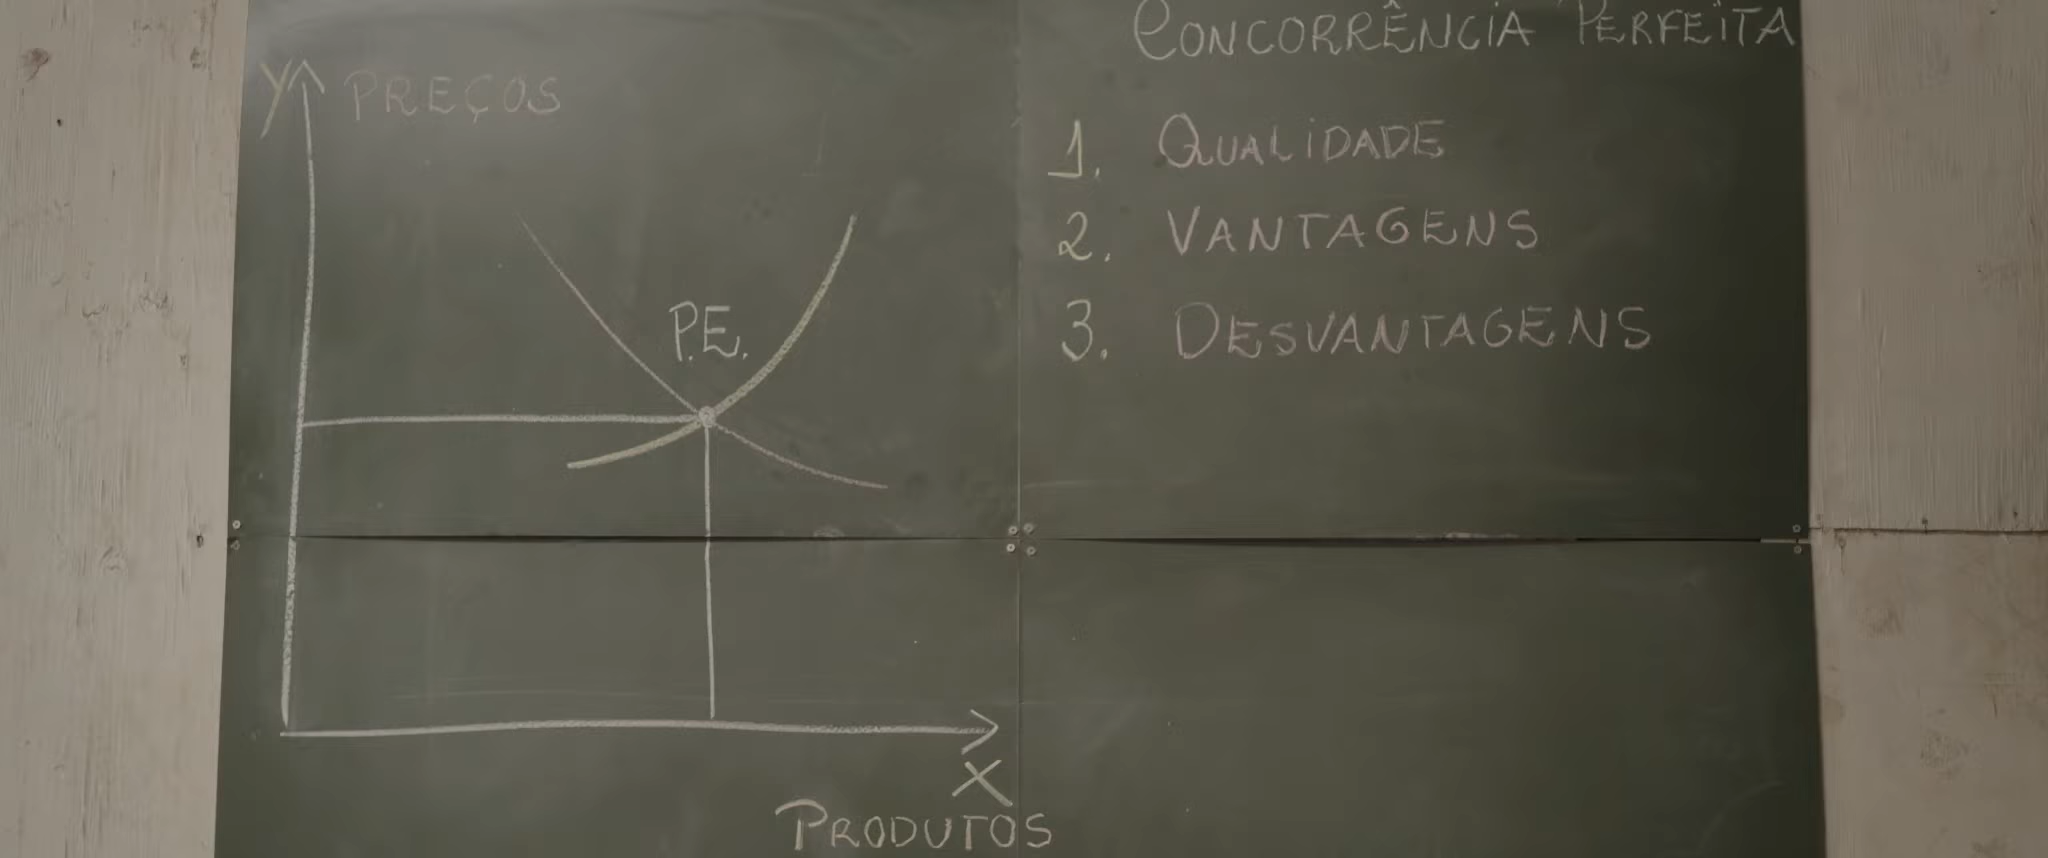 Y PREÇOS
P.E.
X
PRODUTOS
CONCORRÊNCIA PERFEITA
1. QUALIDADE
2. VANTAGENS
3. DESVANTAGENS